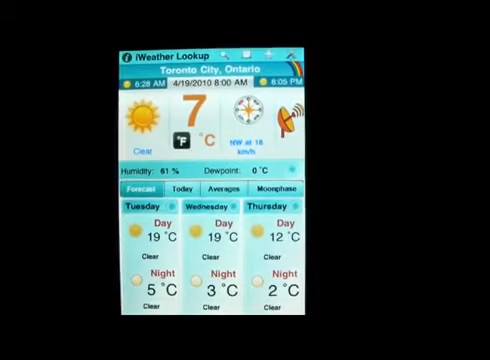 iWeather Lookup
Toronto City, Ontario
6:28 AM 4/19/2010 8:00 AM 8:05 PM
7
°F °C
Clear
NW at 18 km/h
Humidity: 61 % Dewpoint: 0 °C
Forecast Today Averages Moonphase
Tuesday Wednesday Thursday
Day Day Day
19 °C 19 °C 12 °C
Clear Clear Clear
Night Night Night
5 °C 3 °C 2 °C
Clear Clear Clear